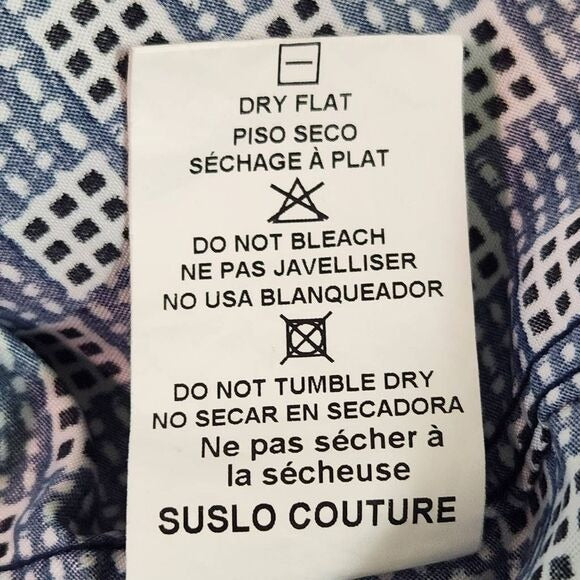 DRY FLAT
PISO SECO
SÉCHAGE À PLAT
DO NOT BLEACH
NE PAS JAVELLISER
NO USA BLANQUEADOR
DO NOT TUMBLE DRY
NO SECAR EN SECADORA
Ne pas sécher à
la sécheuse
SUSLO COUTURE